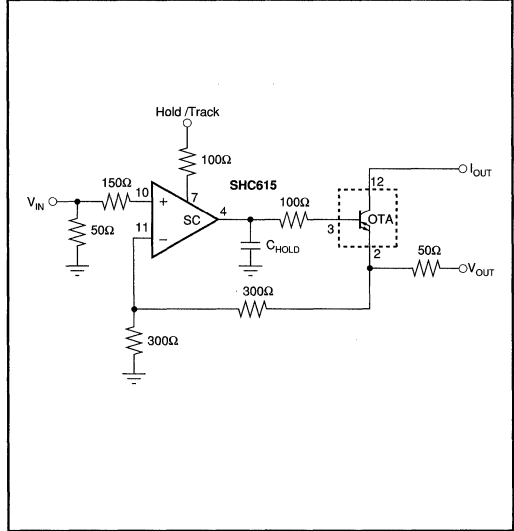 Hold /Track
100Ω
SHC615
150Ω
V_IN
10
+
7
SC
4
11
−
50Ω
100Ω
C_HOLD
3
OTA
12
I_OUT
2
50Ω
V_OUT
300Ω
300Ω